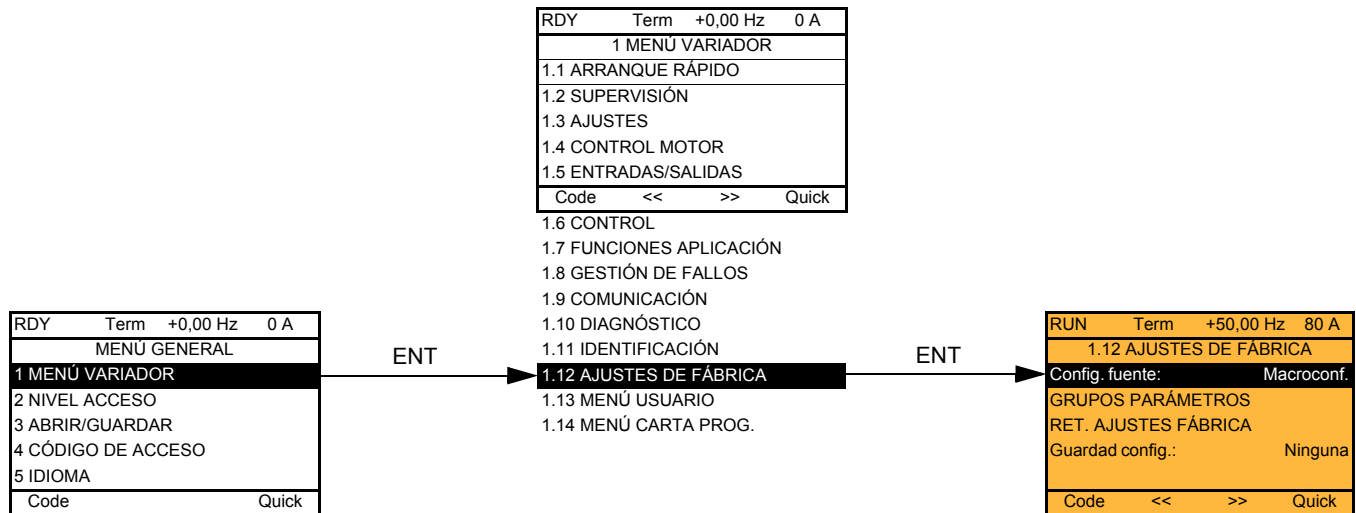 RDY Term +0,00 Hz 0 A
1 MENÚ VARIADOR
1.1 ARRANQUE RÁPIDO
1.2 SUPERVISIÓN
1.3 AJUSTES
1.4 CONTROL MOTOR
1.5 ENTRADAS/SALIDAS
Code << >> Quick
1.6 CONTROL
1.7 FUNCIONES APLICACIÓN
1.8 GESTIÓN DE FALLOS
1.9 COMUNICACIÓN
1.10 DIAGNÓSTICO
1.11 IDENTIFICACIÓN
1.12 AJUSTES DE FÁBRICA
1.13 MENÚ USUARIO
1.14 MENÚ CARTA PROG.
RDY Term +0,00 Hz 0 A
MENÚ GENERAL
1 MENÚ VARIADOR
2 NIVEL ACCESO
3 ABRIR/GUARDAR
4 CÓDIGO DE ACCESO
5 IDIOMA
Code Quick
ENT
ENT
RUN Term +50,00 Hz 80 A
1.12 AJUSTES DE FÁBRICA
Config. fuente: Macroconf.
GRUPOS PARÁMETROS
RET. AJUSTES FÁBRICA
Guardad config.: Ninguna
Code << >> Quick